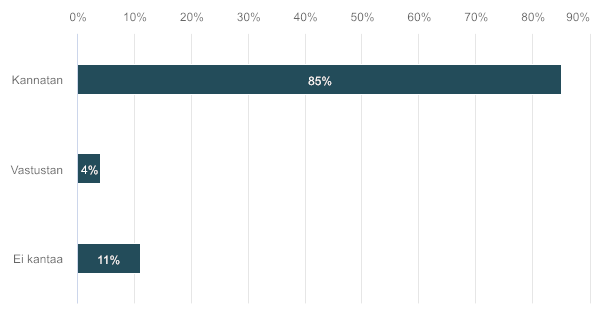 0% 10% 20% 30% 40% 50% 60% 70% 80% 90%
Kannatan 85%
Vastustan 4%
Ei kantaa 11%